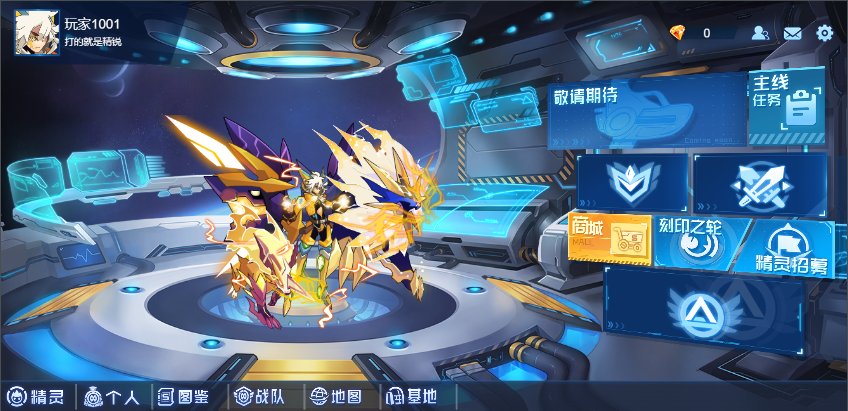 玩家1001
打的就是精锐
0
敬请期待
Coming soon
主线
任务
商城
MALL
刻印之轮
精灵招募
精灵
个人
图鉴
战队
地图
基地